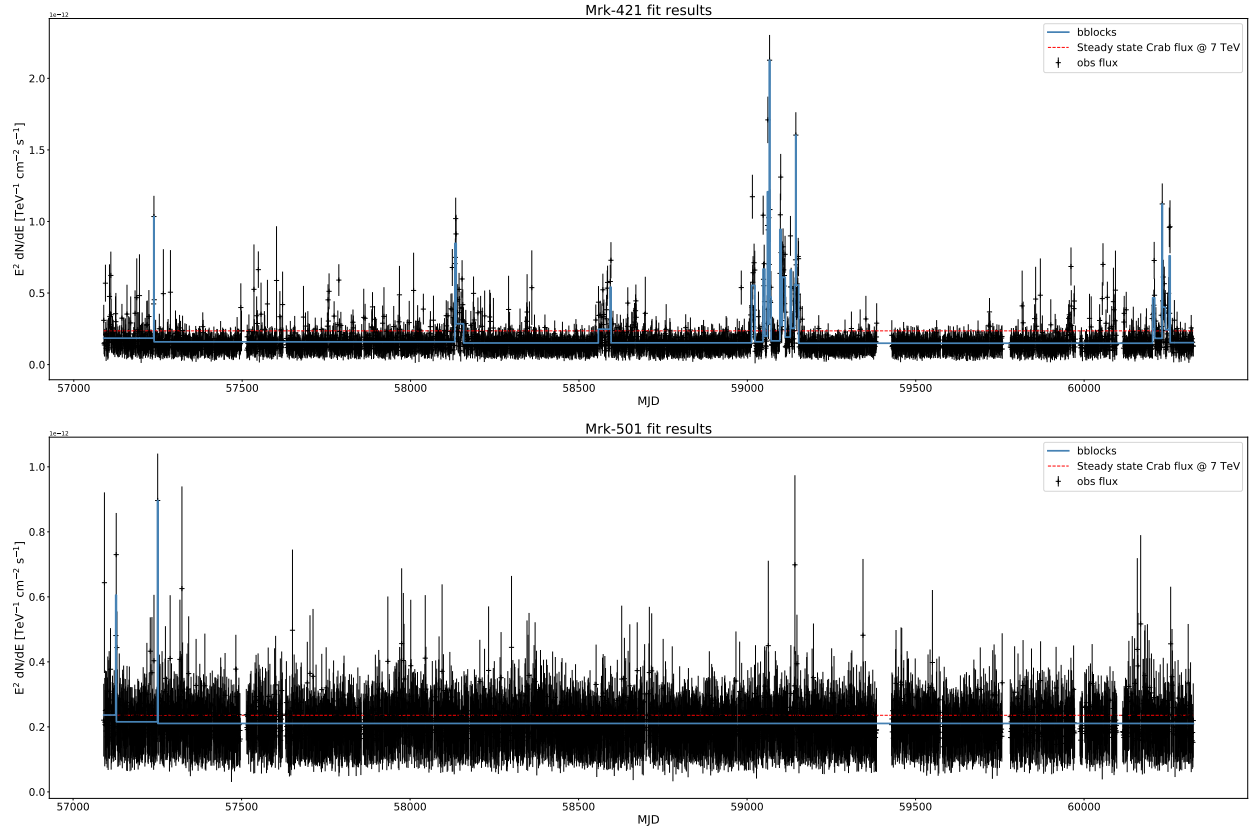 Mrk-421 fit results
1e−12
bblocks
Steady state Crab flux @ 7 TeV
obs flux
2.0
1.5
1.0
0.5
0.0
E² dN/dE [TeV⁻¹ cm⁻² s⁻¹]
57000 57500 58000 58500 59000 59500 60000
MJD
Mrk-501 fit results
1e−12
bblocks
Steady state Crab flux @ 7 TeV
obs flux
1.0
0.8
0.6
0.4
0.2
0.0
E² dN/dE [TeV⁻¹ cm⁻² s⁻¹]
57000 57500 58000 58500 59000 59500 60000
MJD